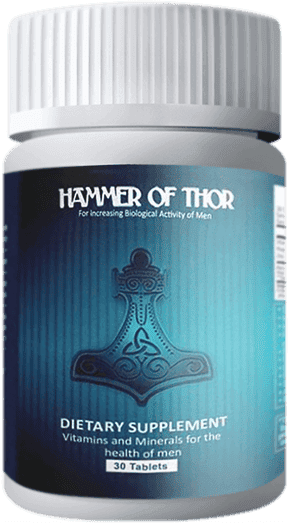 HAMMER OF THOR
For Increasing Biological Activity of Men
DIETARY SUPPLEMENT
Vitamins and Minerals for the
health of men
30 Tablets